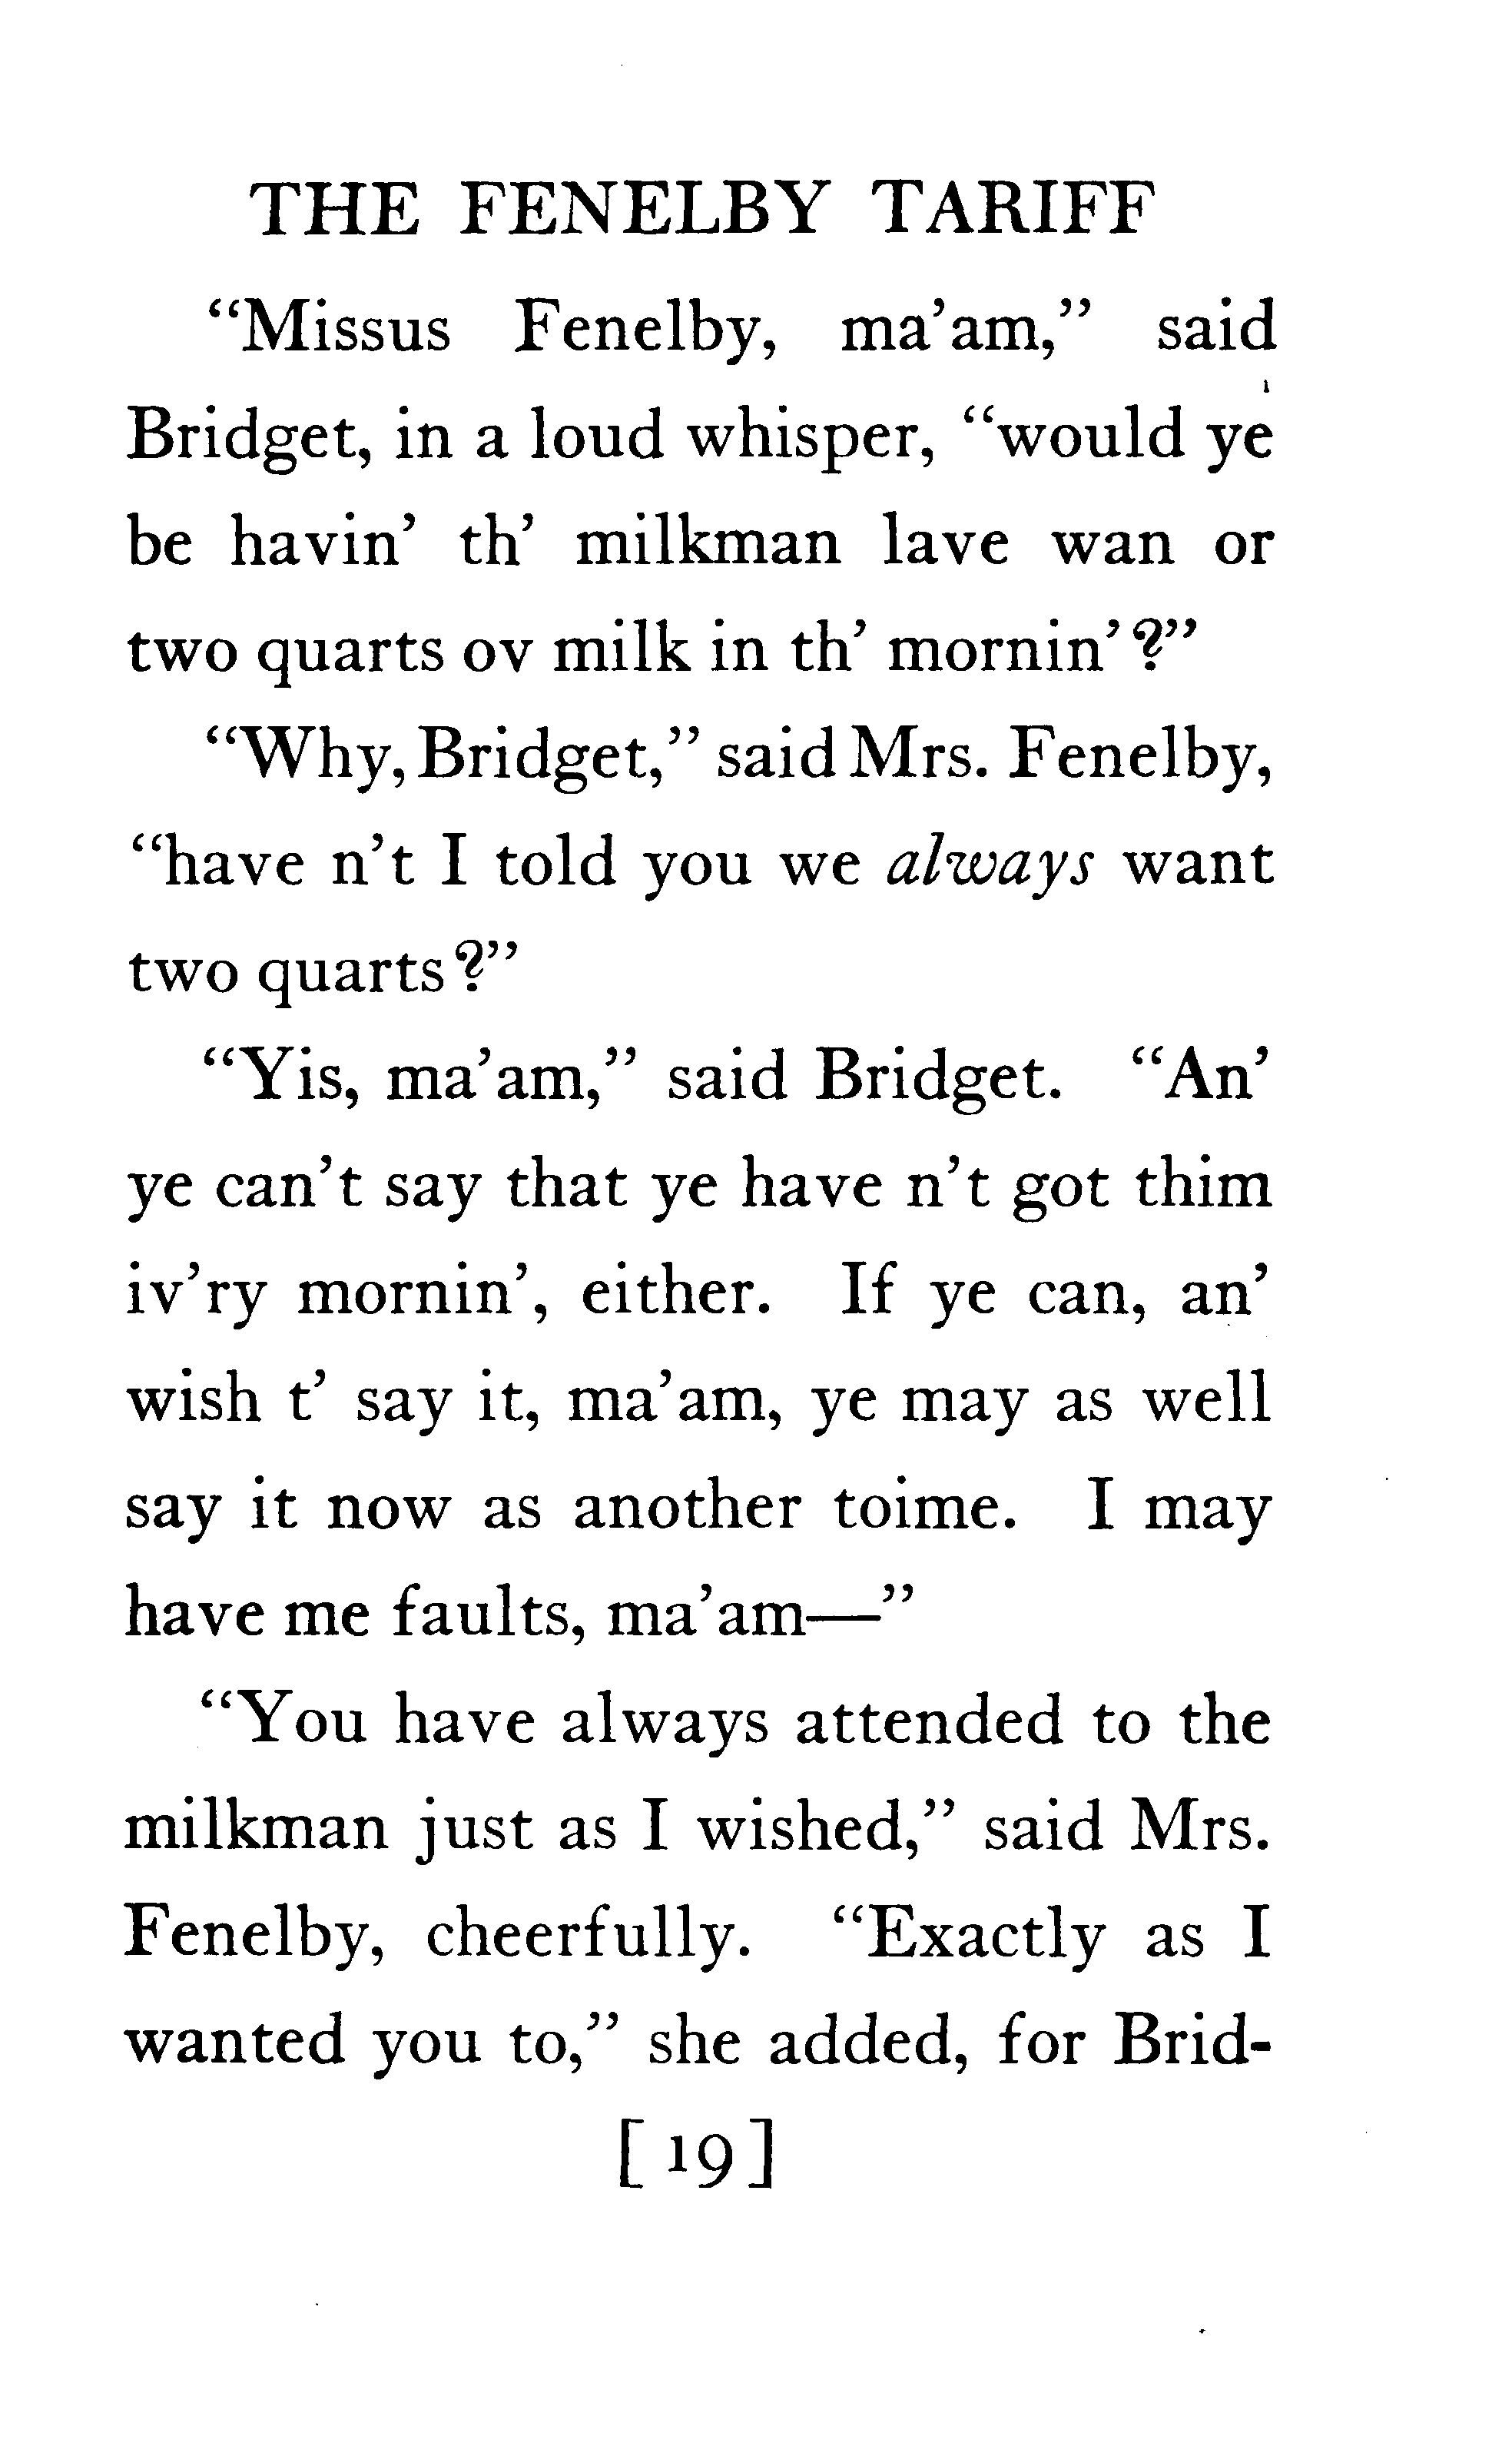 THE FENELBY TARIFF
“Missus Fenelby, ma’am,” said
Bridget, in a loud whisper, “would ye
be havin’ th’ milkman lave wan or
two quarts ov milk in th’ mornin’?”
“Why, Bridget,” said Mrs. Fenelby,
“have n’t I told you we always want
two quarts?”
“Yis, ma’am,” said Bridget. “An’
ye can’t say that ye have n’t got thim
iv’ry mornin’, either. If ye can, an’
wish t’ say it, ma’am, ye may as well
say it now as another toime. I may
have me faults, ma’am—”
“You have always attended to the
milkman just as I wished,” said Mrs.
Fenelby, cheerfully. “Exactly as I
wanted you to,” she added, for Brid-
[19]